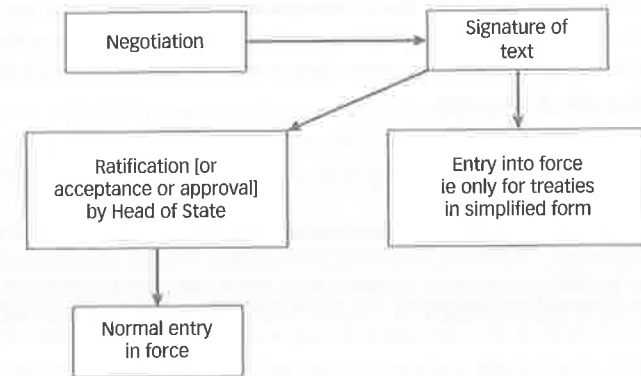 Negotiation
Signature of
text
Ratification [or
acceptance or approval]
by Head of State
Entry into force
ie only for treaties
in simplified form
Normal entry
in force